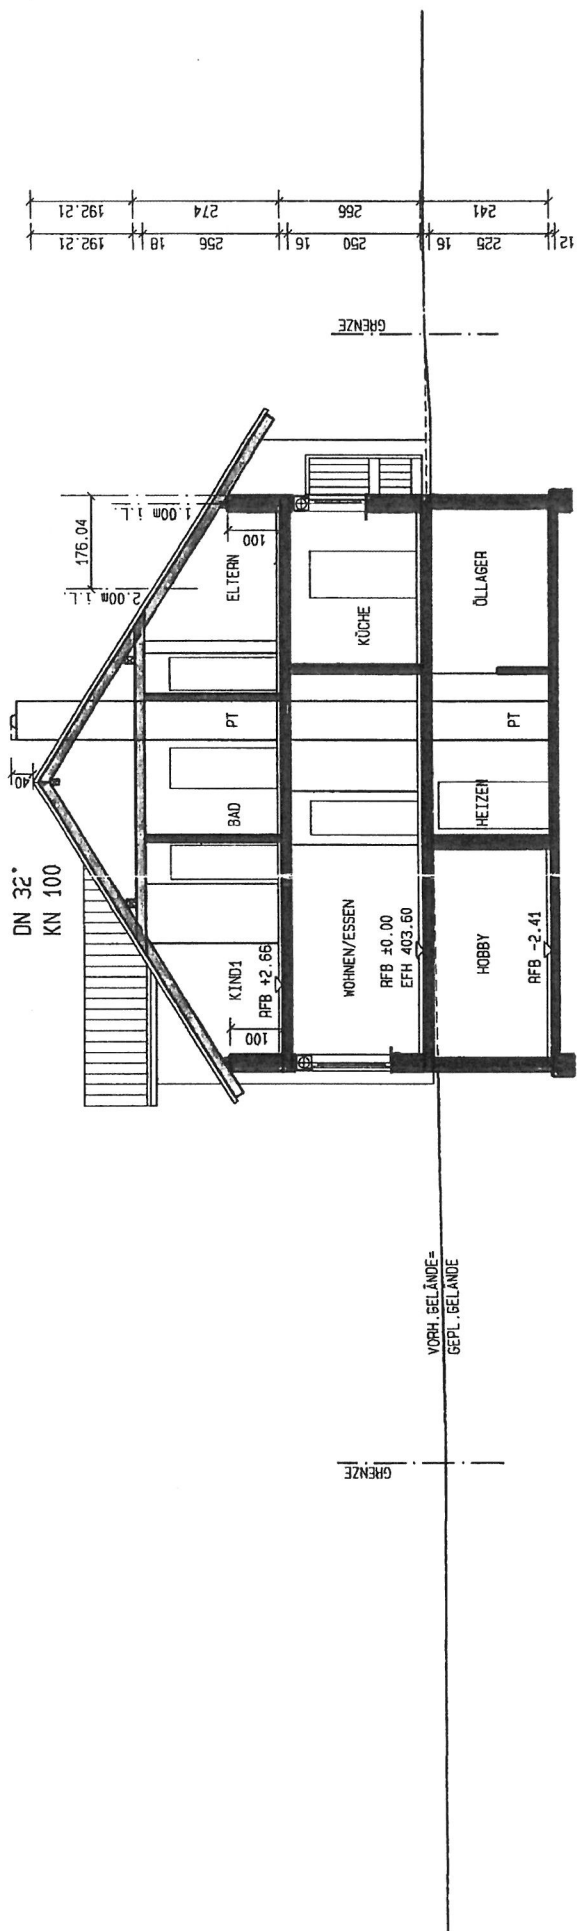 192.21
274
266
241
192.21
18
256
16
250
16
225
12
GRENZE
176.04
1.00m i.L.
2.00m i.L.
40
DN 32°
KN 100
100
ELTERN
PT
BAD
KIND1
RFB +2.66
100
KÜCHE
WOHNEN/ESSEN
RFB ±0.00
EFH 403.60
ÖLLAGER
PT
HEIZEN
HOBBY
RFB -2.41
VORH.GELÄNDE=
GEPL.GELÄNDE
GRENZE